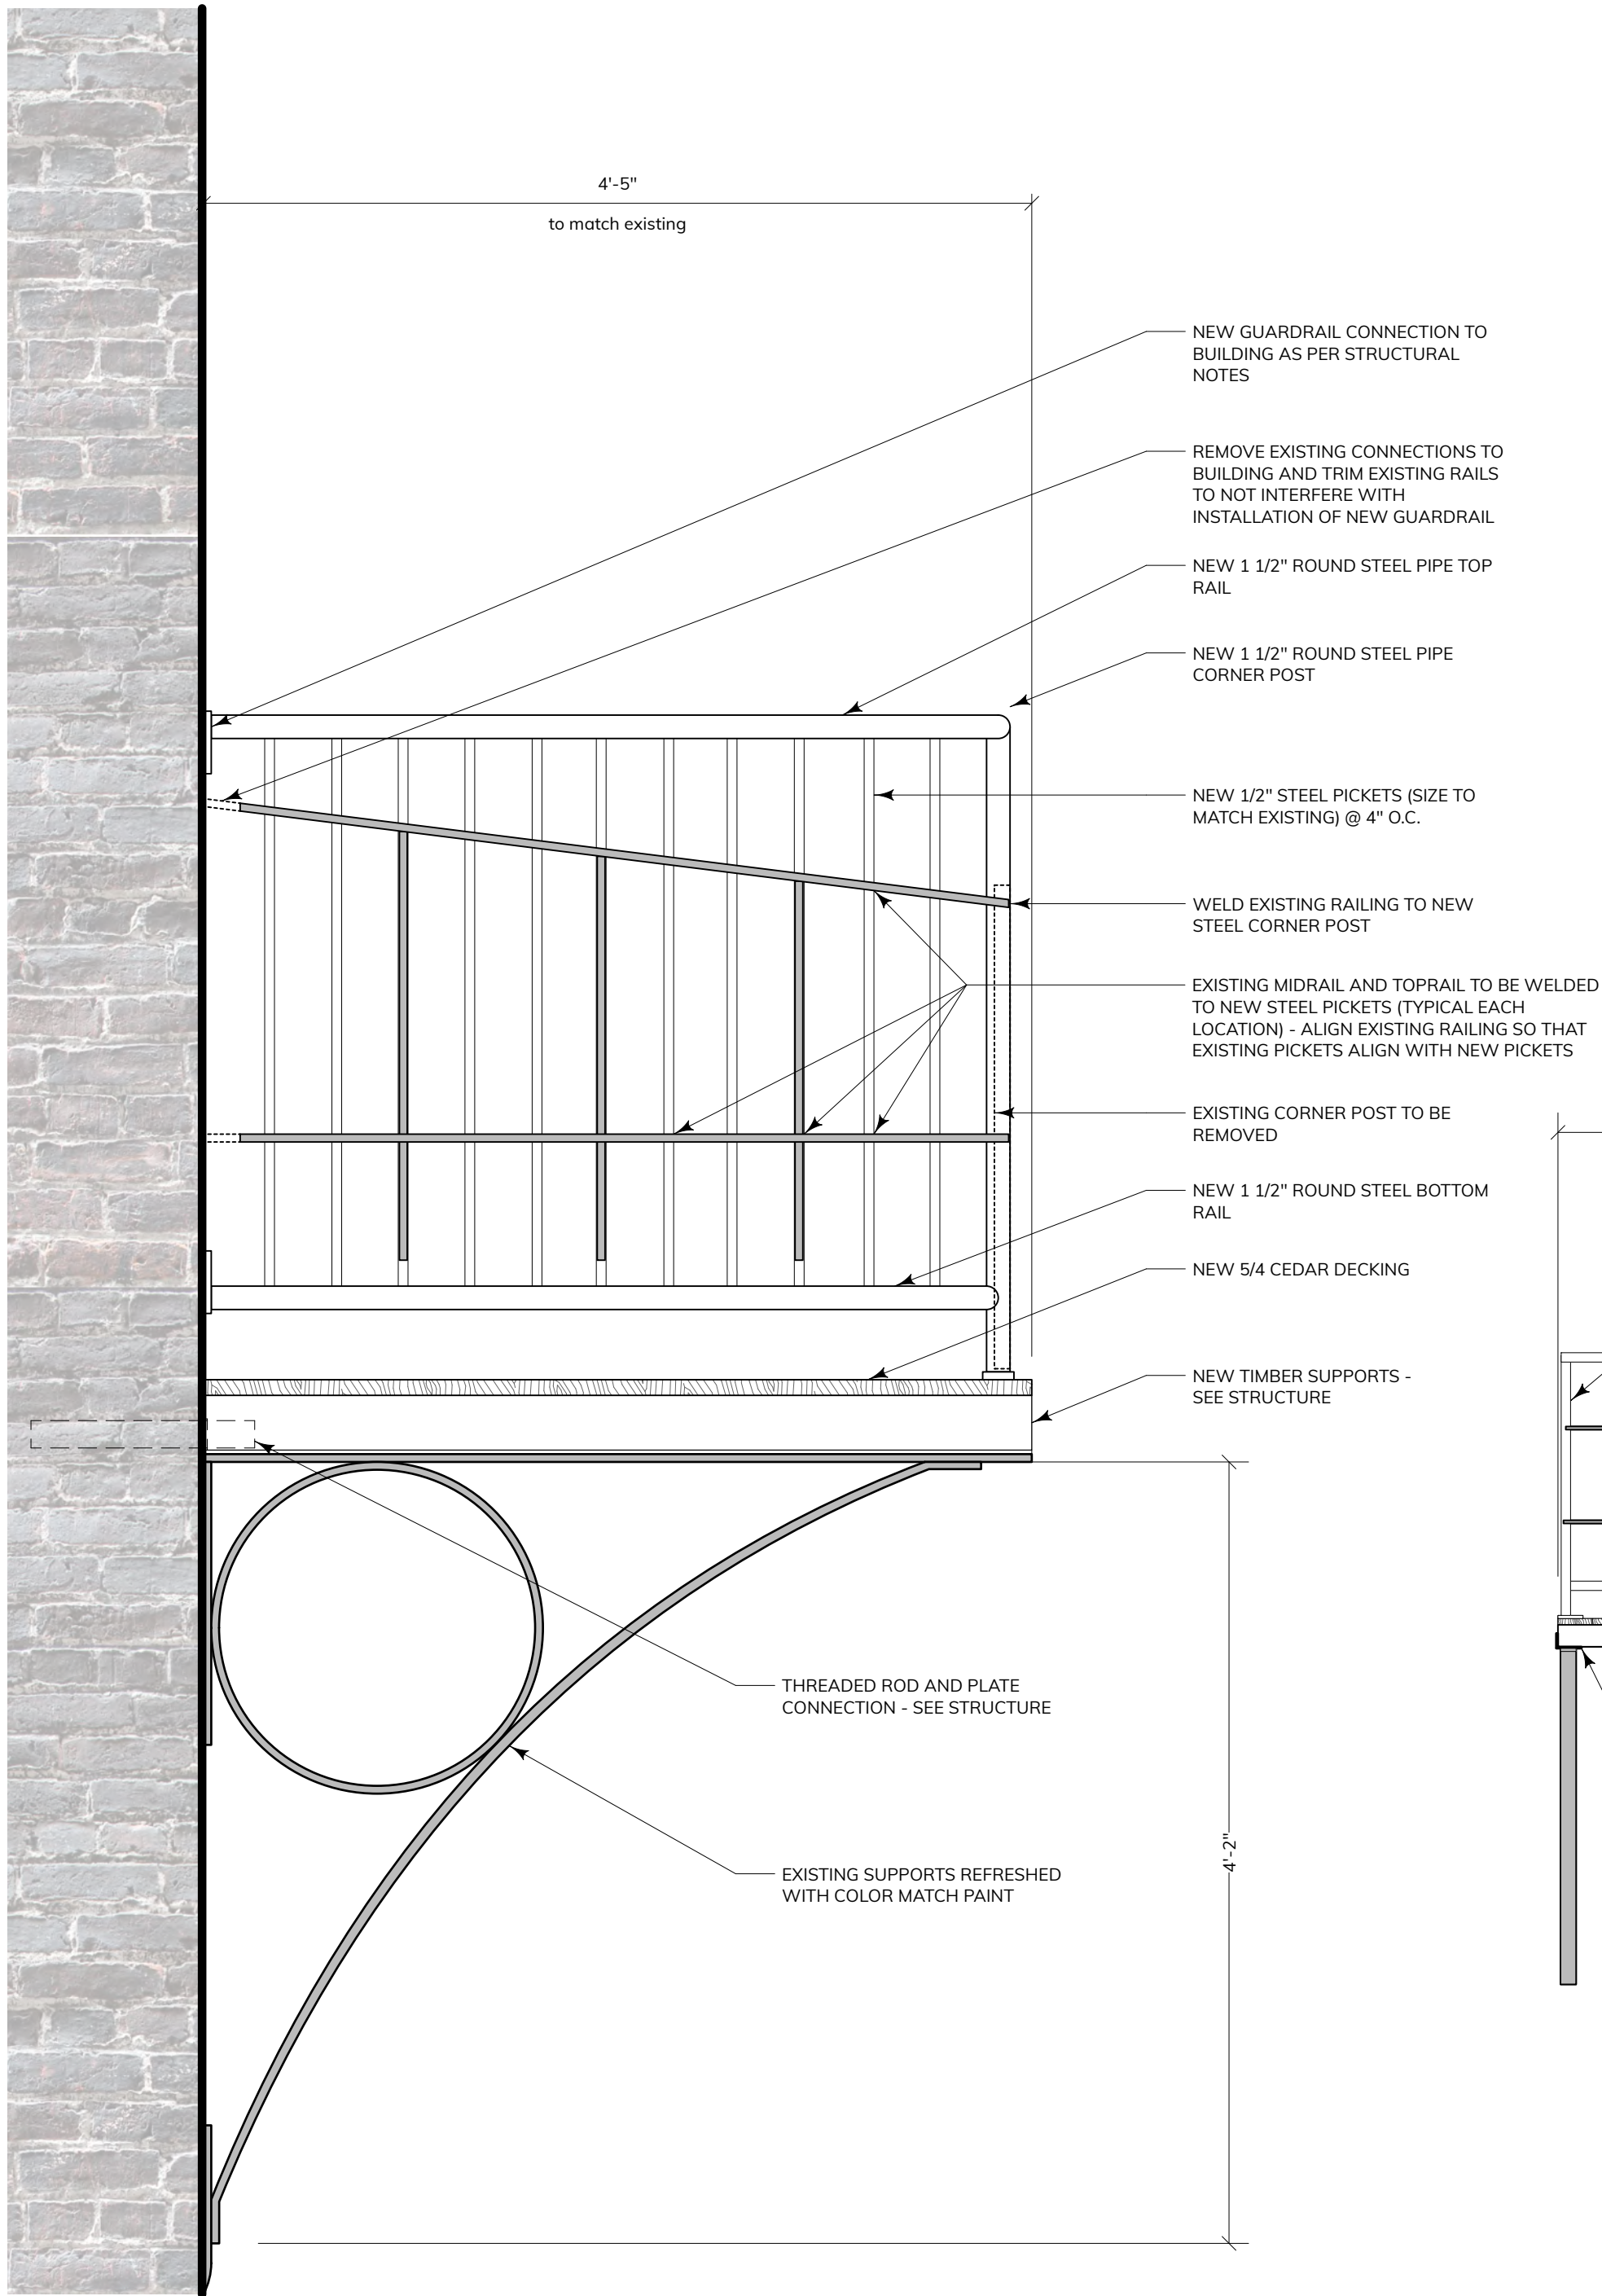 4'-5"
to match existing
NEW GUARDRAIL CONNECTION TO
BUILDING AS PER STRUCTURAL
NOTES
REMOVE EXISTING CONNECTIONS TO
BUILDING AND TRIM EXISTING RAILS
TO NOT INTERFERE WITH
INSTALLATION OF NEW GUARDRAIL
NEW 1 1/2" ROUND STEEL PIPE TOP
RAIL
NEW 1 1/2" ROUND STEEL PIPE
CORNER POST
NEW 1/2" STEEL PICKETS (SIZE TO
MATCH EXISTING) @ 4" O.C.
WELD EXISTING RAILING TO NEW
STEEL CORNER POST
EXISTING MIDRAIL AND TOPRAIL TO BE WELDED
TO NEW STEEL PICKETS (TYPICAL EACH
LOCATION) - ALIGN EXISTING RAILING SO THAT
EXISTING PICKETS ALIGN WITH NEW PICKETS
EXISTING CORNER POST TO BE
REMOVED
NEW 1 1/2" ROUND STEEL BOTTOM
RAIL
NEW 5/4 CEDAR DECKING
NEW TIMBER SUPPORTS -
SEE STRUCTURE
THREADED ROD AND PLATE
CONNECTION - SEE STRUCTURE
EXISTING SUPPORTS REFRESHED
WITH COLOR MATCH PAINT
4'-2"